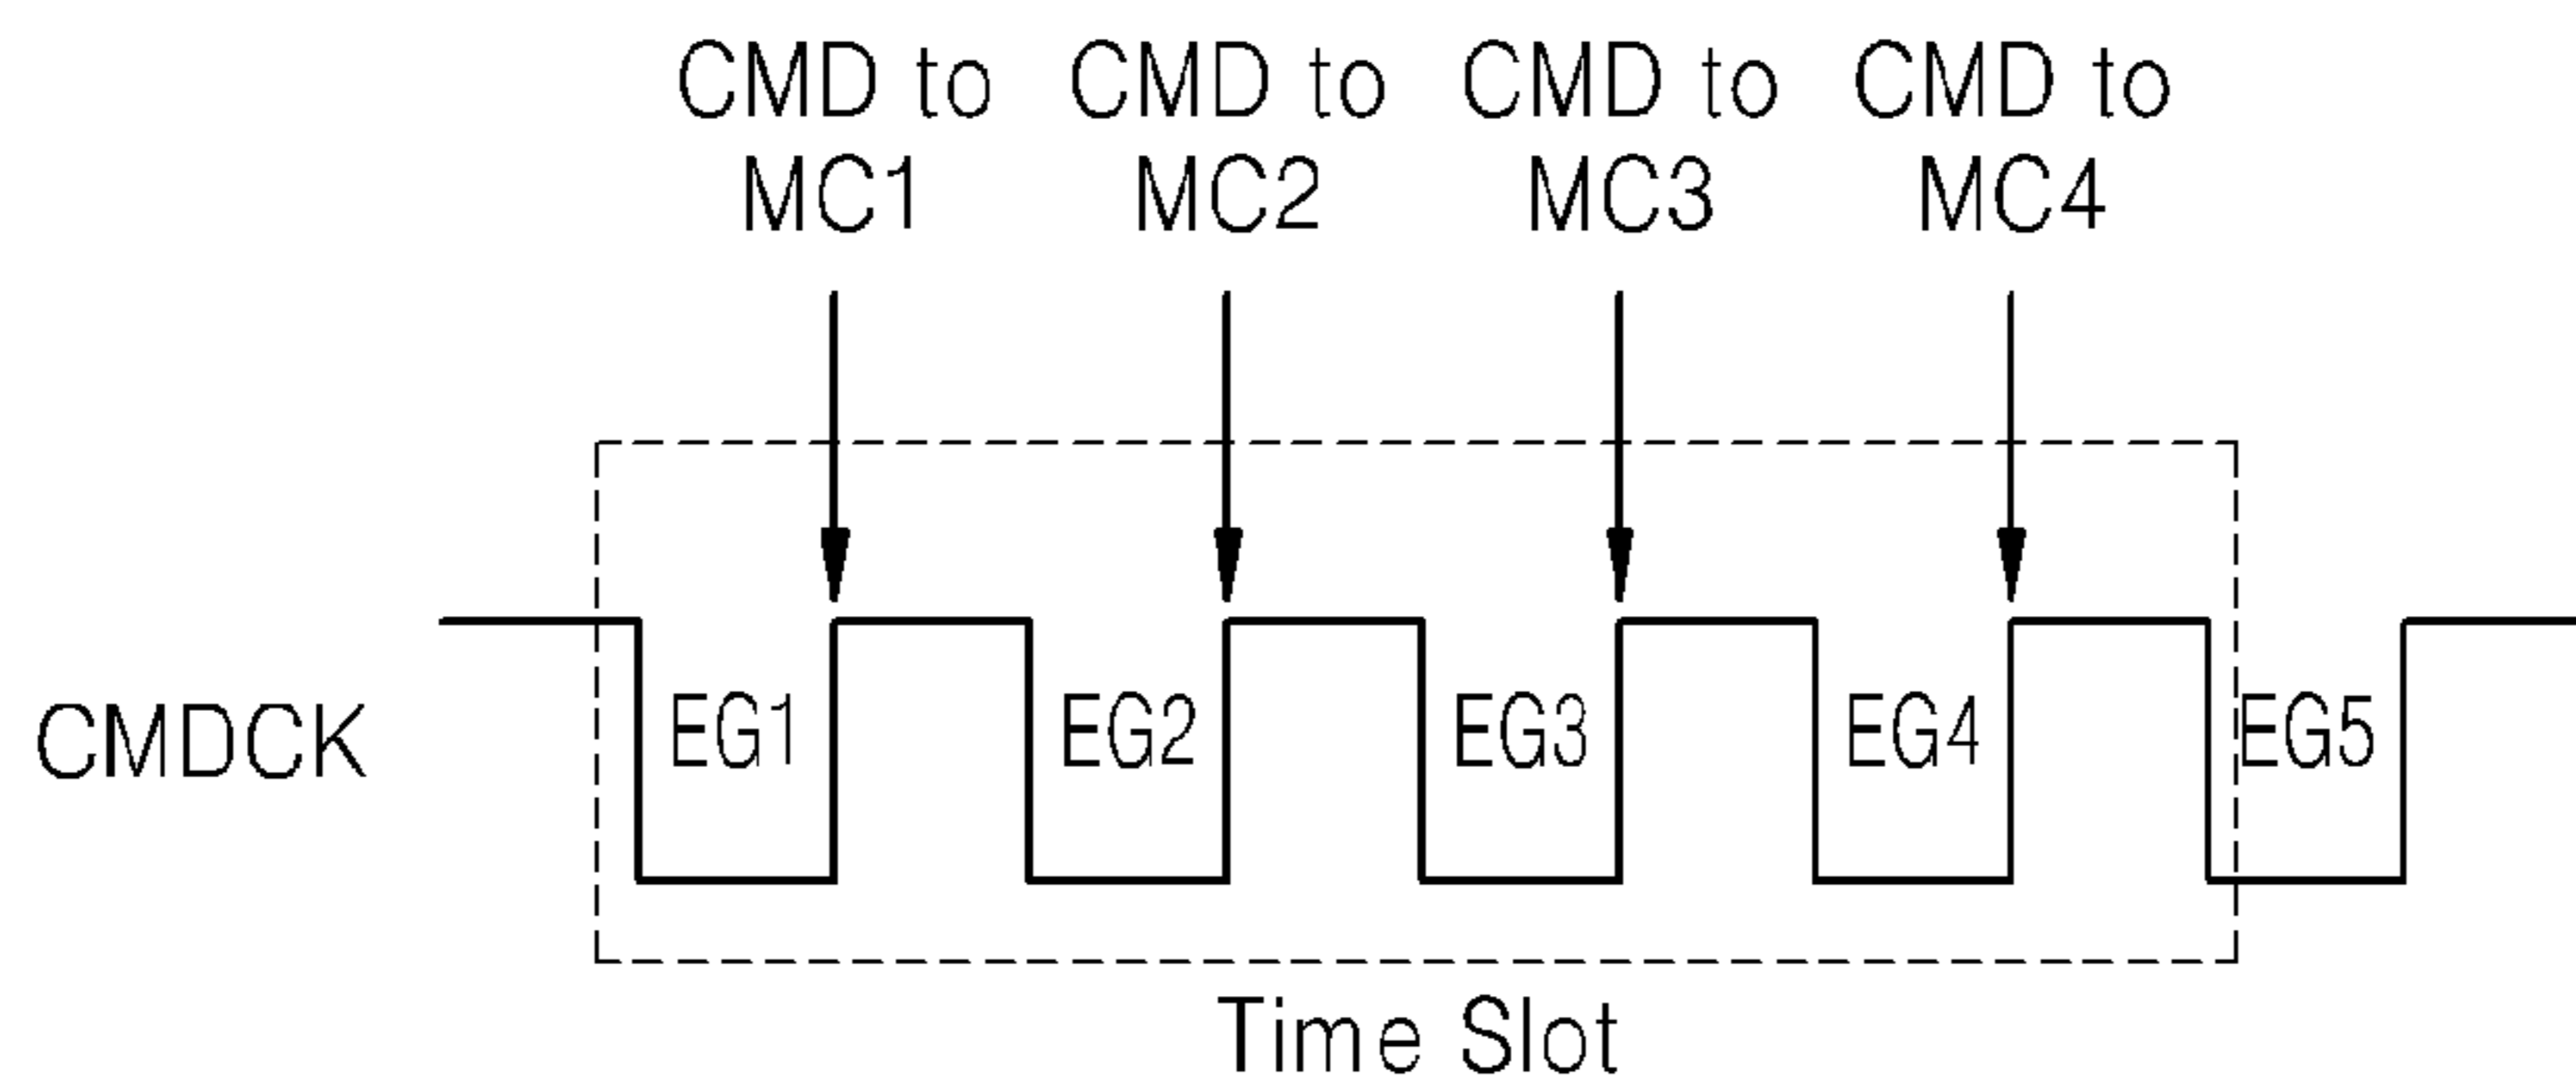 CMD to CMD to CMD to CMD to
MC1 MC2 MC3 MC4
CMDCK EG1 EG2 EG3 EG4 EG5
Time Slot